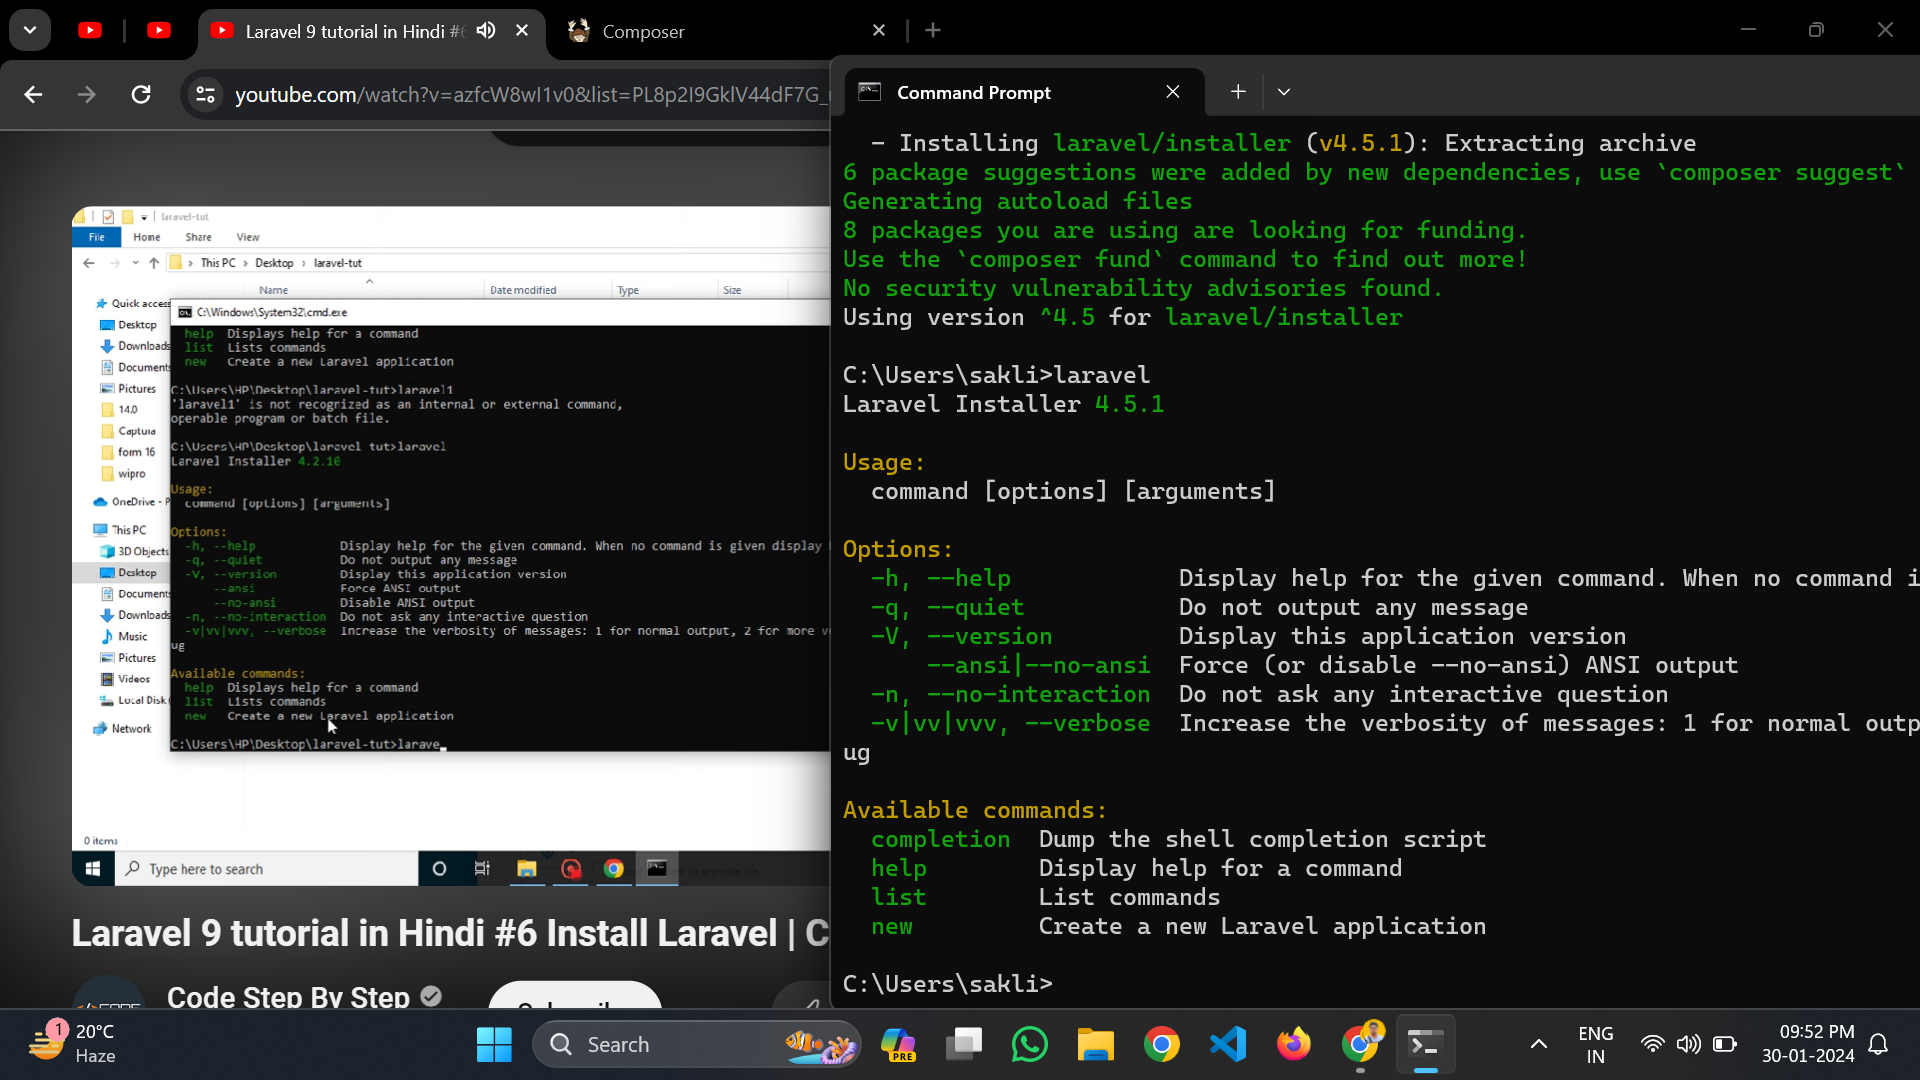 Laravel 9 tutorial in Hindi #6
Composer
youtube.com/watch?v=azfcW8wI1v0&list=PL8p2I9GklV44dF7G_
laravel-tut
File Home Share View
This PC > Desktop > laravel-tut
Name Date modified Type Size
Quick access
Desktop
Downloads
Documents
Pictures
14.0
Captura
form 16
wipro
OneDrive - P
This PC
3D Objects
Desktop
Documents
Downloads
Music
Pictures
Videos
Local Disk
Network
0 items
C:\Windows\System32\cmd.exe
help Displays help for a command
list Lists commands
new Create a new Laravel application
C:\Users\HP\Desktop\laravel-tut>laravel1
'laravel1' is not recognized as an internal or external command,
operable program or batch file.
C:\Users\HP\Desktop\laravel-tut>laravel
Laravel Installer 4.2.10
Usage:
command [options] [arguments]
Options:
-h, --help Display help for the given command. When no command is given display
-q, --quiet Do not output any message
-V, --version Display this application version
--ansi Force ANSI output
--no-ansi Disable ANSI output
-n, --no-interaction Do not ask any interactive question
-v|vv|vvv, --verbose Increase the verbosity of messages: 1 for normal output, 2 for more v
ug
Available commands:
help Displays help for a command
list Lists commands
new Create a new Laravel application
C:\Users\HP\Desktop\laravel-tut>larave_
Type here to search
Laravel 9 tutorial in Hindi #6 Install Laravel | C
Code Step By Step
Command Prompt
- Installing laravel/installer (v4.5.1): Extracting archive
6 package suggestions were added by new dependencies, use `composer suggest`
Generating autoload files
8 packages you are using are looking for funding.
Use the `composer fund` command to find out more!
No security vulnerability advisories found.
Using version ^4.5 for laravel/installer
C:\Users\sakli>laravel
Laravel Installer 4.5.1
Usage:
command [options] [arguments]
Options:
-h, --help Display help for the given command. When no command i
-q, --quiet Do not output any message
-V, --version Display this application version
--ansi|--no-ansi Force (or disable --no-ansi) ANSI output
-n, --no-interaction Do not ask any interactive question
-v|vv|vvv, --verbose Increase the verbosity of messages: 1 for normal outp
ug
Available commands:
completion Dump the shell completion script
help Display help for a command
list List commands
new Create a new Laravel application
C:\Users\sakli>
1
20°C
Haze
Search
PRE
ENG
IN
09:52 PM
30-01-2024